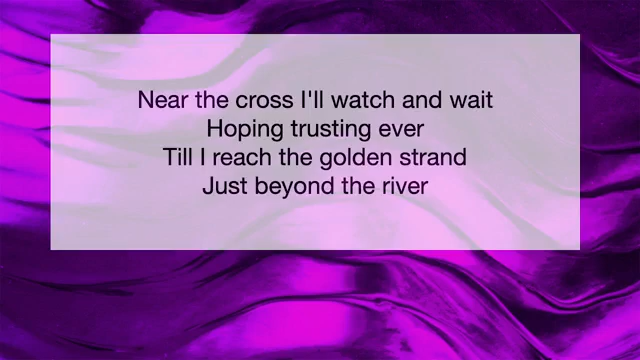 Near the cross I'll watch and wait
Hoping trusting ever
Till I reach the golden strand
Just beyond the river